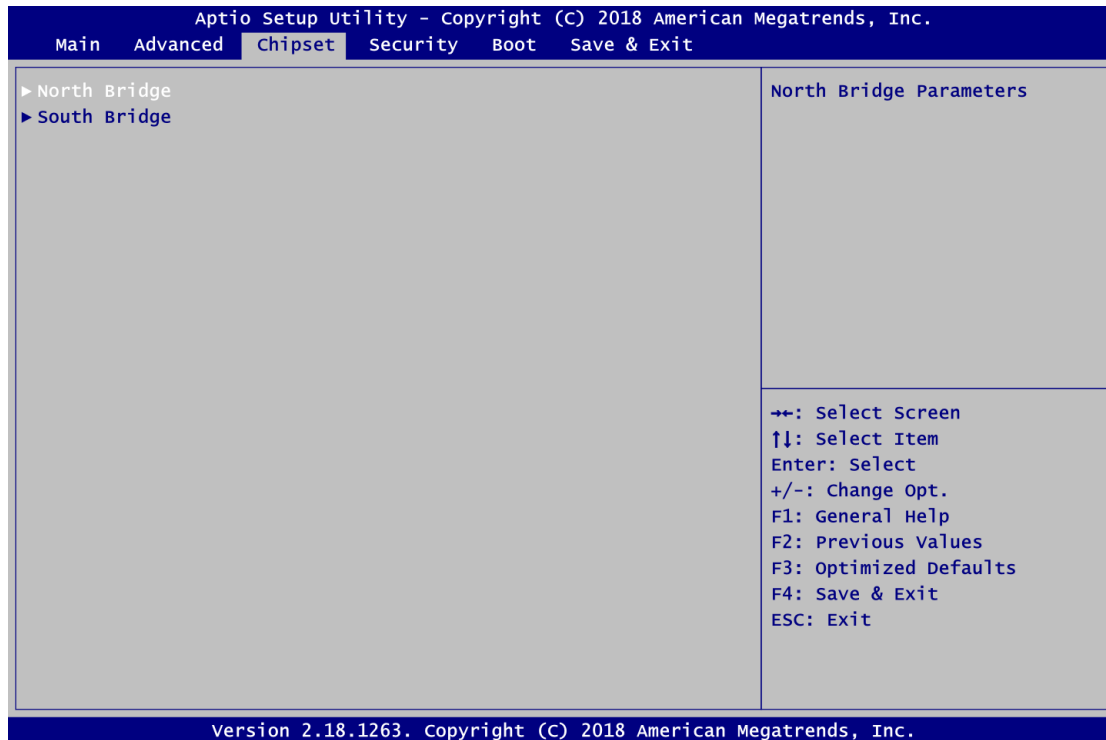 Aptio Setup Utility - Copyright (C) 2018 American Megatrends, Inc.
Main Advanced Chipset Security Boot Save & Exit
▶ North Bridge
▶ South Bridge
North Bridge Parameters
→←: Select Screen
↑↓: Select Item
Enter: Select
+/-: Change Opt.
F1: General Help
F2: Previous Values
F3: Optimized Defaults
F4: Save & Exit
ESC: Exit
Version 2.18.1263. Copyright (C) 2018 American Megatrends, Inc.